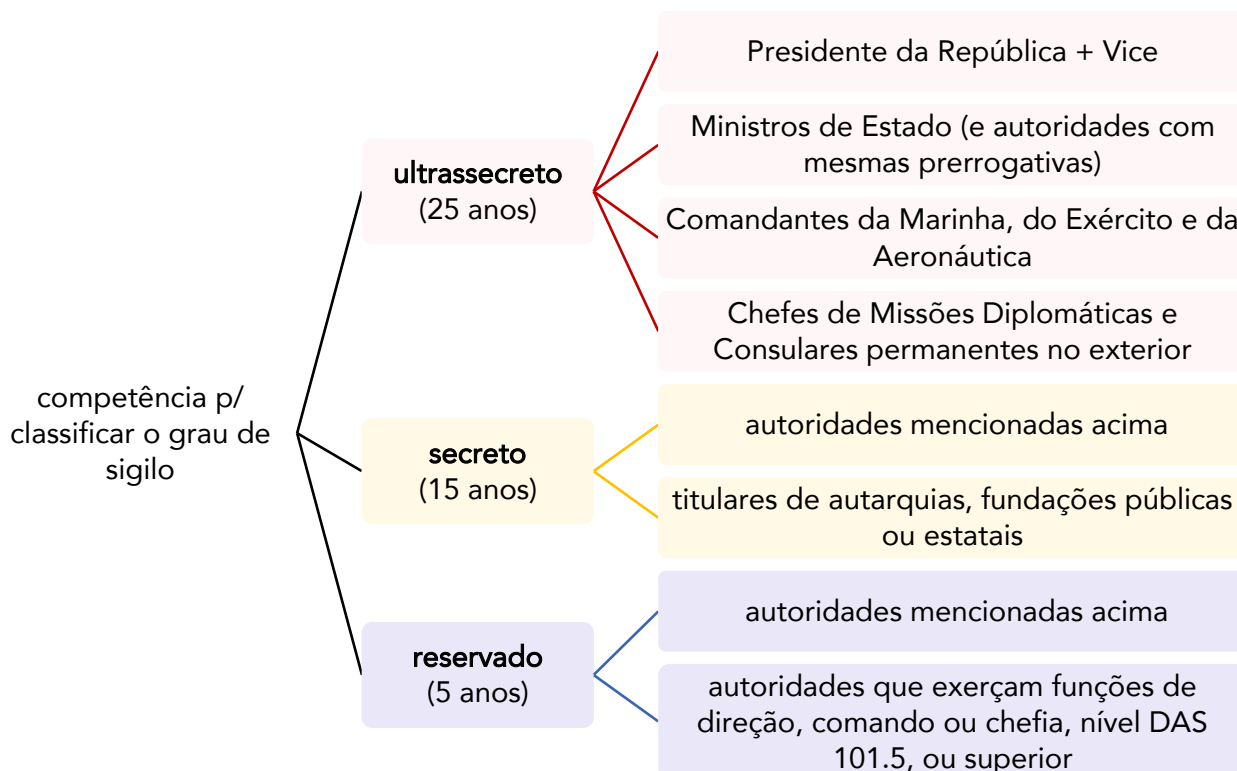 Presidente da República + Vice
Ministros de Estado (e autoridades com
mesmas prerrogativas)
ultrassecreto
(25 anos)
Comandantes da Marinha, do Exército e da
Aeronáutica
Chefes de Missões Diplomáticas e
Consulares permanentes no exterior
competência p/
classificar o grau de
sigilo
secreto
(15 anos)
autoridades mencionadas acima
titulares de autarquias, fundações públicas
ou estatais
reservado
(5 anos)
autoridades mencionadas acima
autoridades que exerçam funções de
direção, comando ou chefia, nível DAS
101.5, ou superior